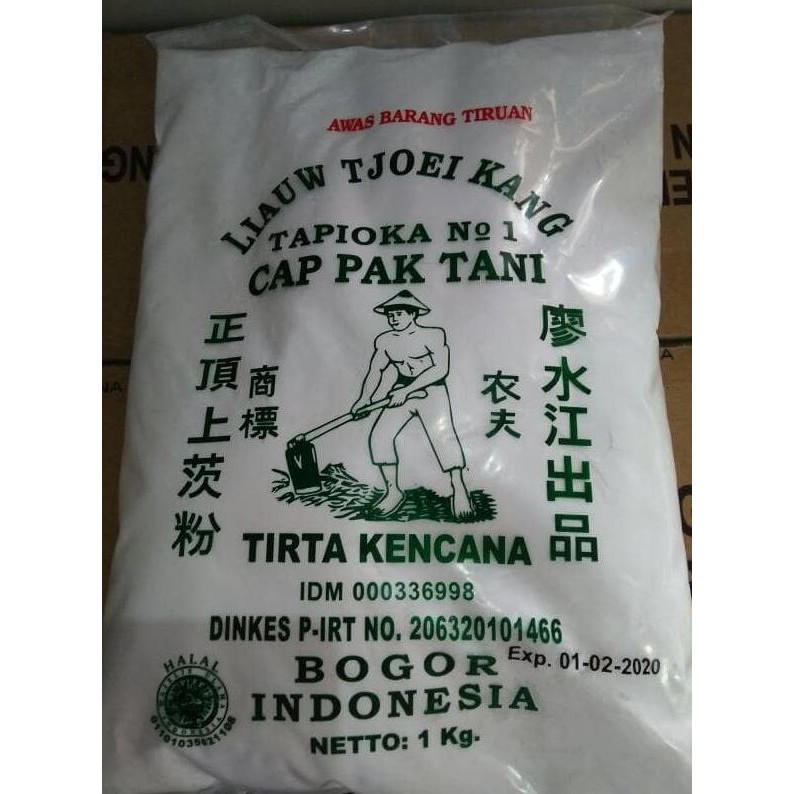 AWAS BARANG TIRUAN
LIAUW TJOEI KANG
TAPIOKA No 1
CAP PAK TANI
正頂上茨粉
商標
农夫
廖水江出品
TIRTA KENCANA
IDM 000336998
DINKES P-IRT NO. 206320101466
Exp. 01-02-2020
BOGOR
INDONESIA
NETTO: 1 Kg.
HALAL